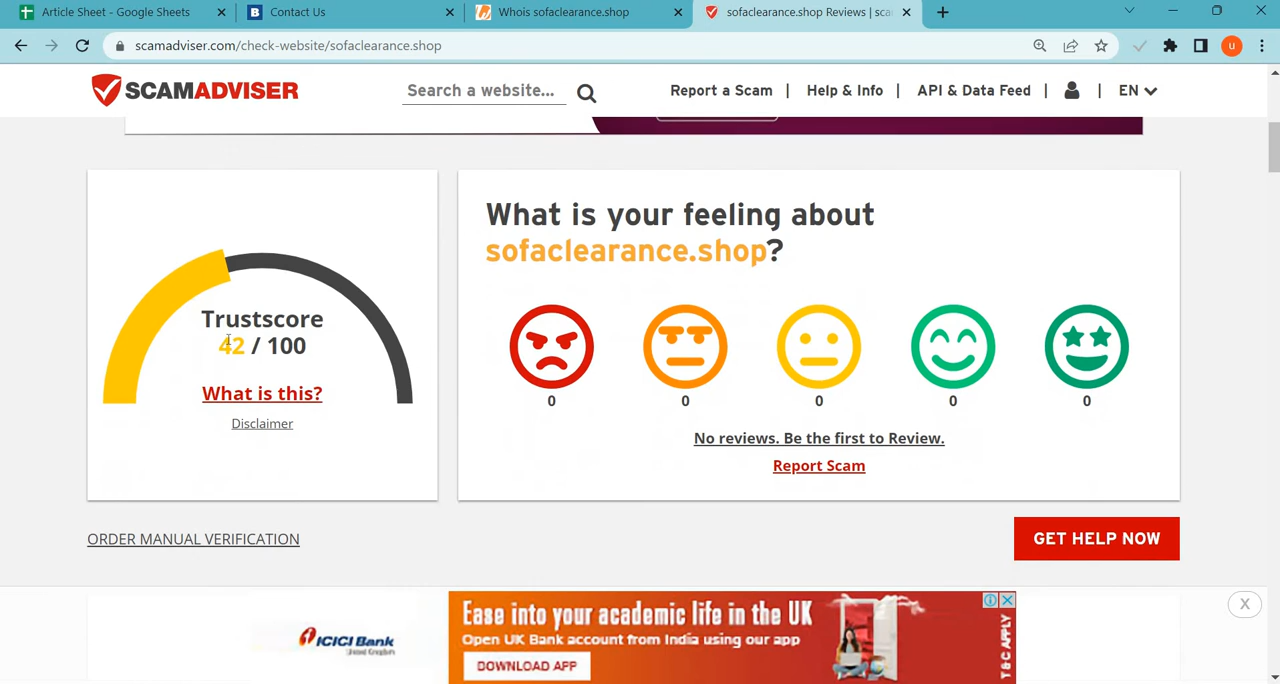 Article Sheet - Google Sheets
Contact Us
Whois sofaclearance.shop
sofaclearance.shop Reviews | sca
scamadviser.com/check-website/sofaclearance.shop
u
SCAMADVISER
Search a website...
Report a Scam | Help & Info | API & Data Feed | | EN
Trustscore
42 / 100
What is this?
Disclaimer
What is your feeling about
sofaclearance.shop?
0 0 0 0 0
No reviews. Be the first to Review.
Report Scam
ORDER MANUAL VERIFICATION
GET HELP NOW
X
ICICI Bank
Ease into your academic life in the UK
Open UK Bank account from India using our app
DOWNLOAD APP
T & C APPLY